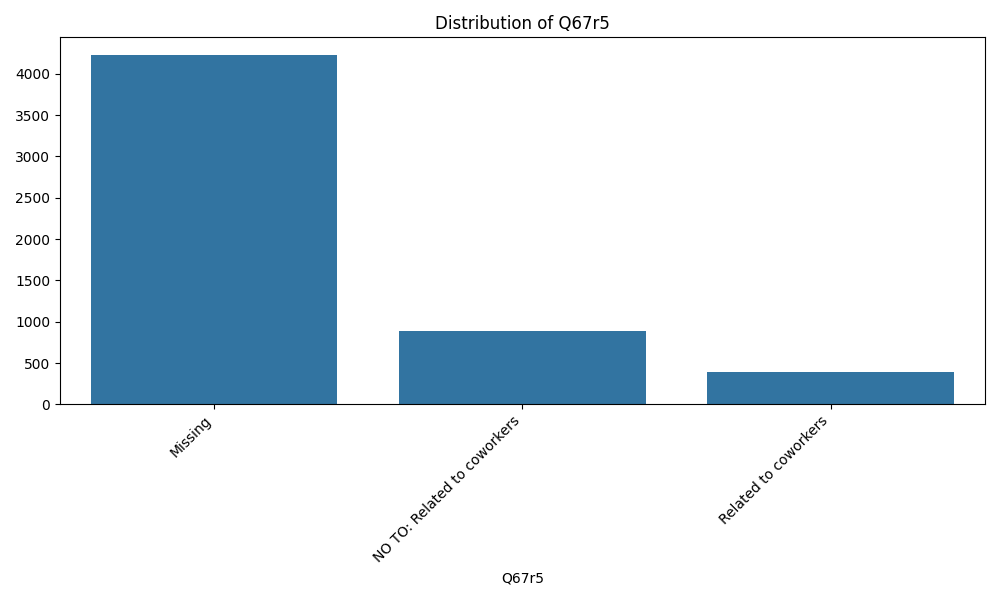 Distribution of Q67r5
4000
3500
3000
2500
2000
1500
1000
500
0
Missing
NO TO: Related to coworkers
Related to coworkers
Q67r5